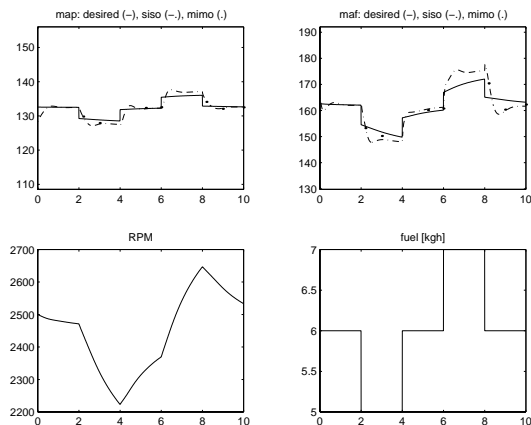 map: desired (−), siso (−.), mimo (.)
150
140
130
120
110
0 2 4 6 8 10
maf: desired (−), siso (−.), mimo (.)
190
180
170
160
150
140
130
0 2 4 6 8 10
RPM
2700
2600
2500
2400
2300
2200
0 2 4 6 8 10
fuel [kgh]
7
6.5
6
5.5
5
0 2 4 6 8 10